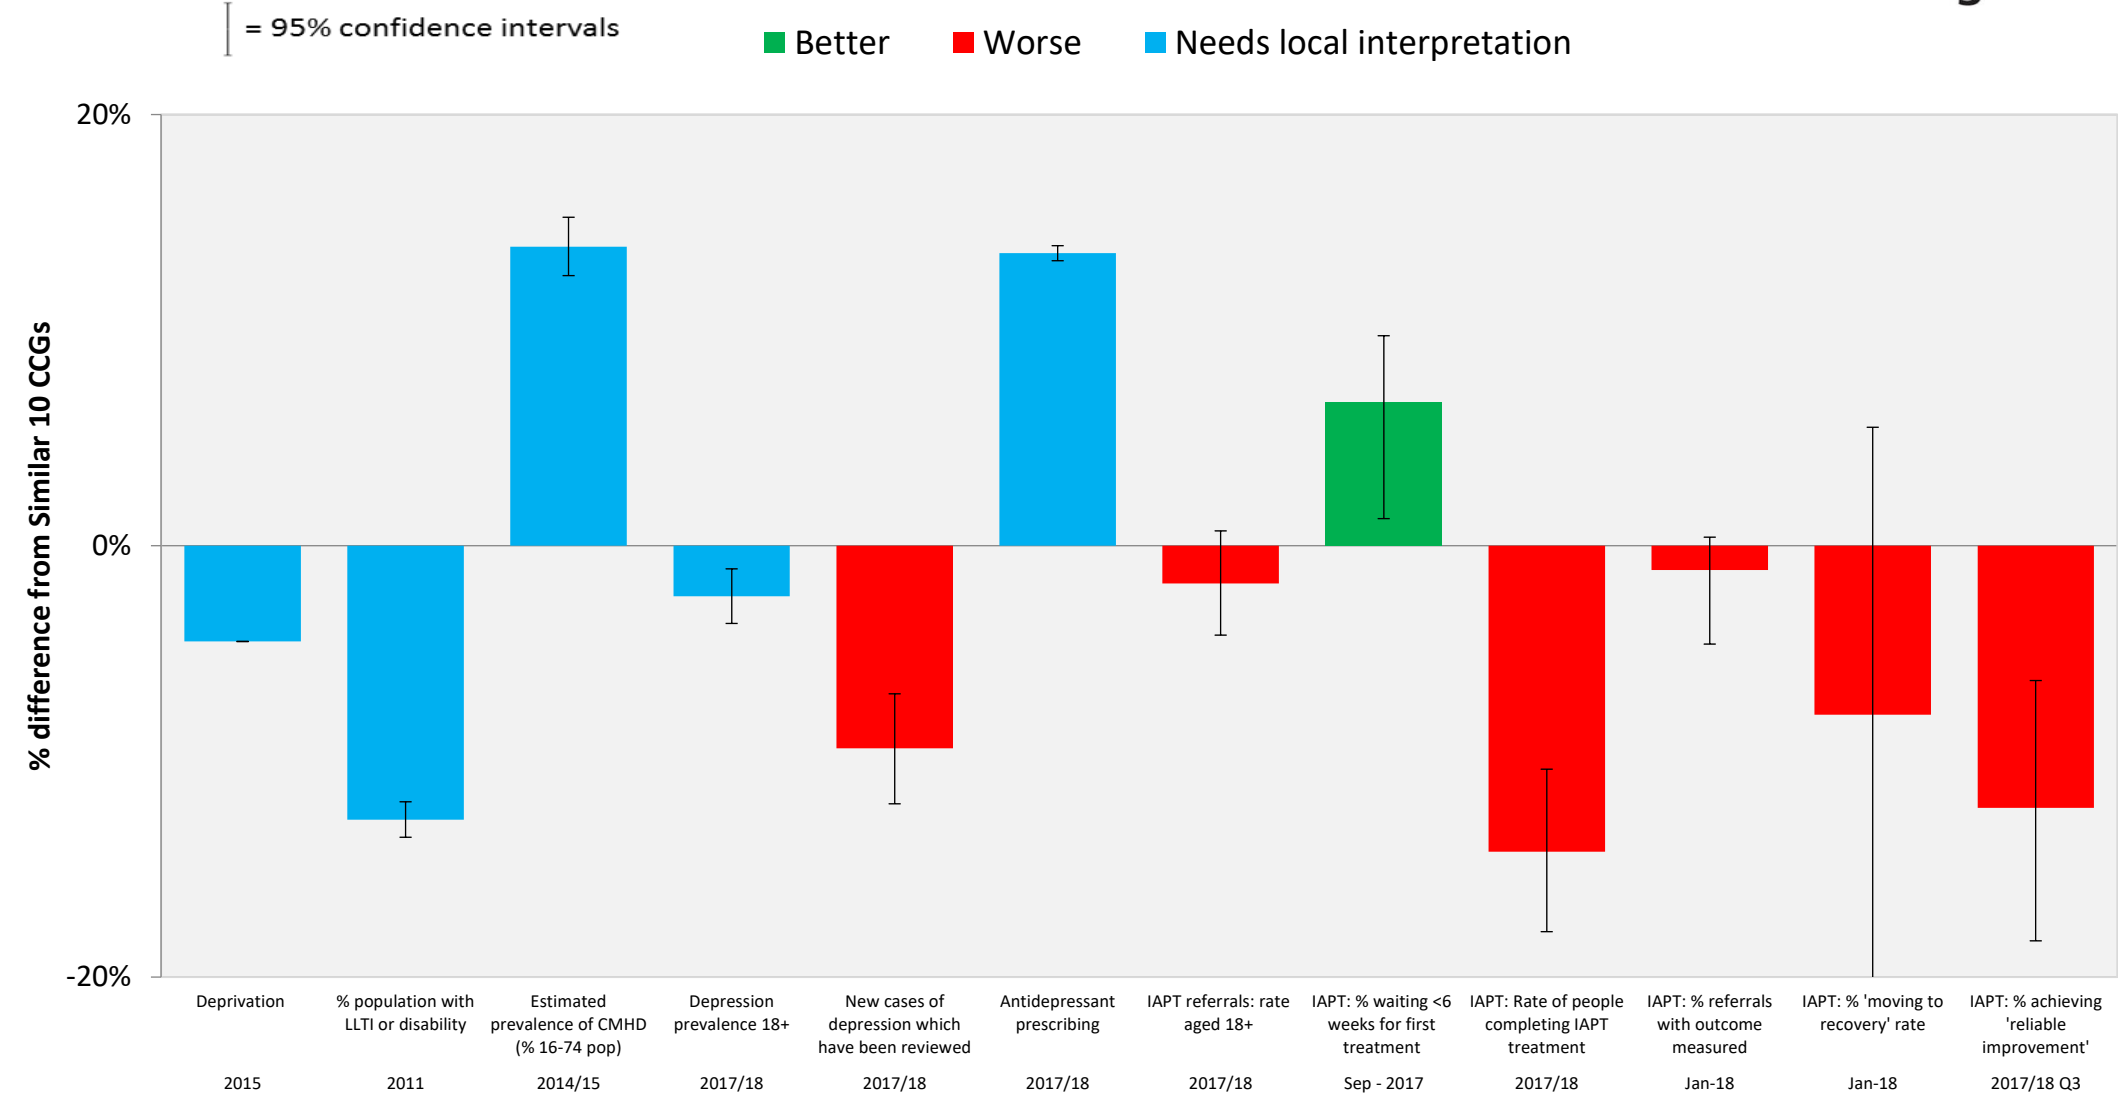 = 95% confidence intervals
Better Worse Needs local interpretation
20%
0%
-20%
% difference from Similar 10 CCGs
Deprivation
2015
% population with
LLTI or disability
2011
Estimated
prevalence of CMHD
(% 16-74 pop)
2014/15
Depression
prevalence 18+
2017/18
New cases of
depression which
have been reviewed
2017/18
Antidepressant
prescribing
2017/18
IAPT referrals: rate
aged 18+
2017/18
IAPT: % waiting <6
weeks for first
treatment
Sep - 2017
IAPT: Rate of people
completing IAPT
treatment
2017/18
IAPT: % referrals
with outcome
measured
Jan-18
IAPT: % 'moving to
recovery' rate
Jan-18
IAPT: % achieving
'reliable
improvement'
2017/18 Q3